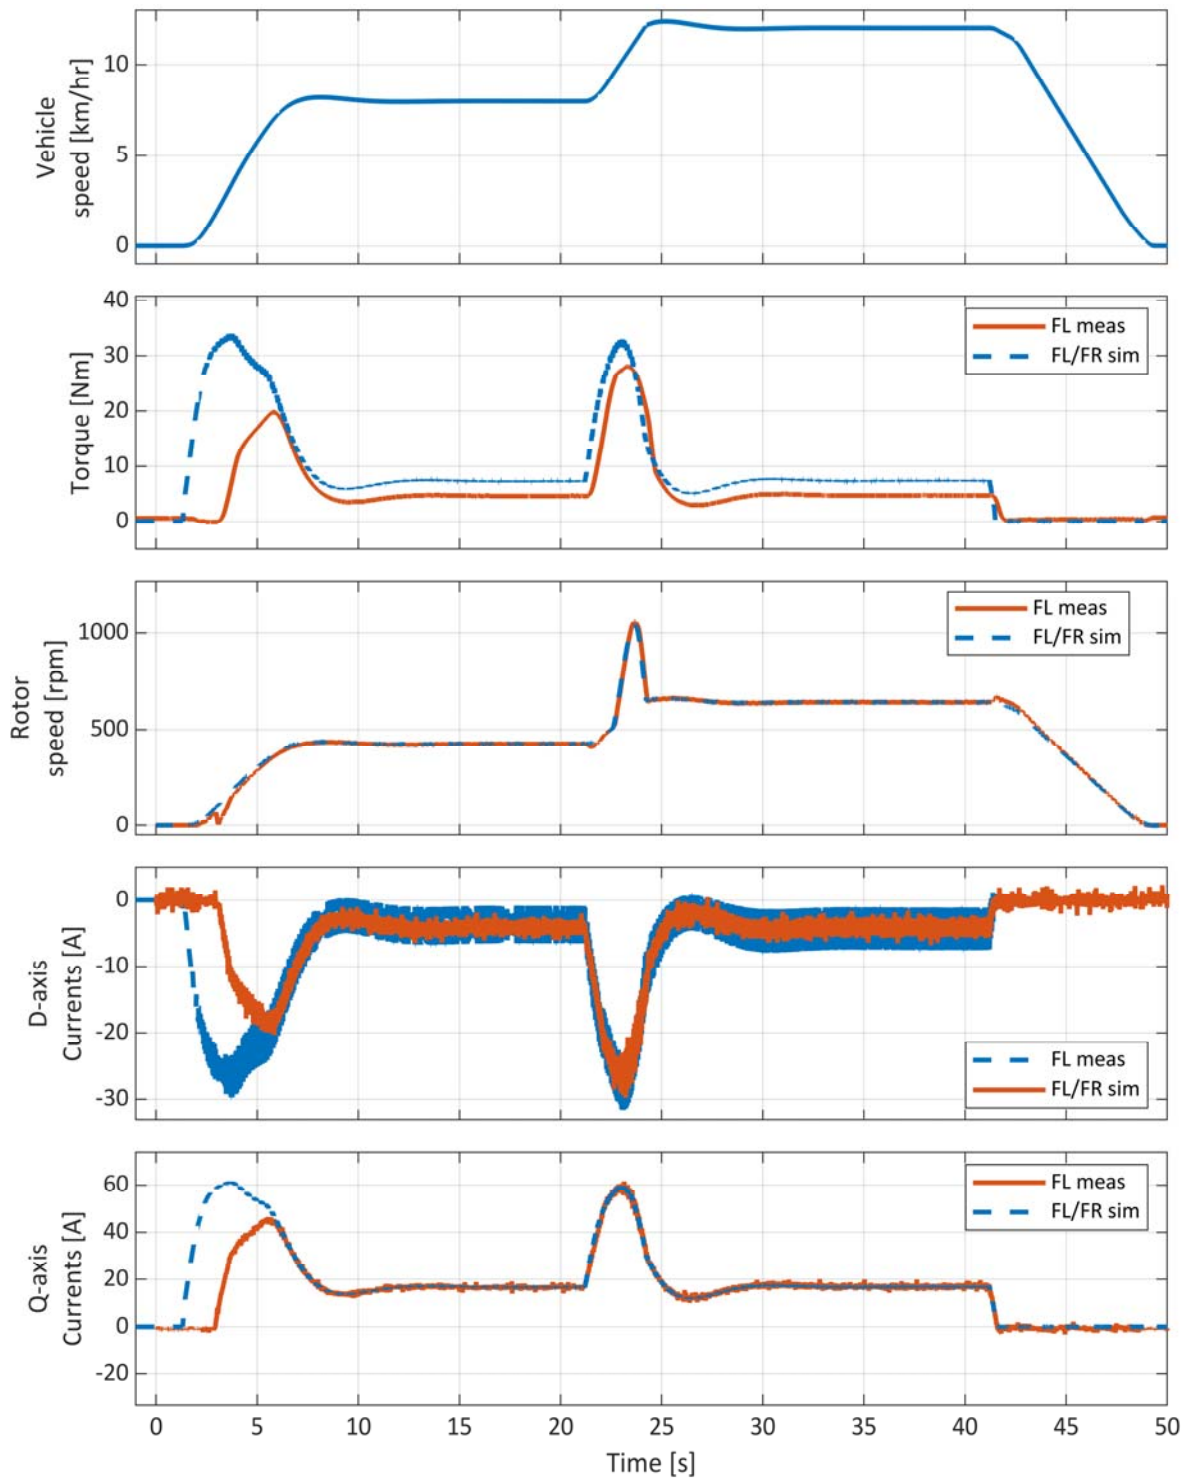 Vehicle
speed [km/hr]
10
5
0
Torque [Nm]
40
30
20
10
0
FL meas
FL/FR sim
Rotor
speed [rpm]
1000
500
0
FL meas
FL/FR sim
D-axis
Currents [A]
0
-10
-20
-30
FL meas
FL/FR sim
Q-axis
Currents [A]
60
40
20
0
-20
FL meas
FL/FR sim
0 5 10 15 20 25 30 35 40 45 50
Time [s]